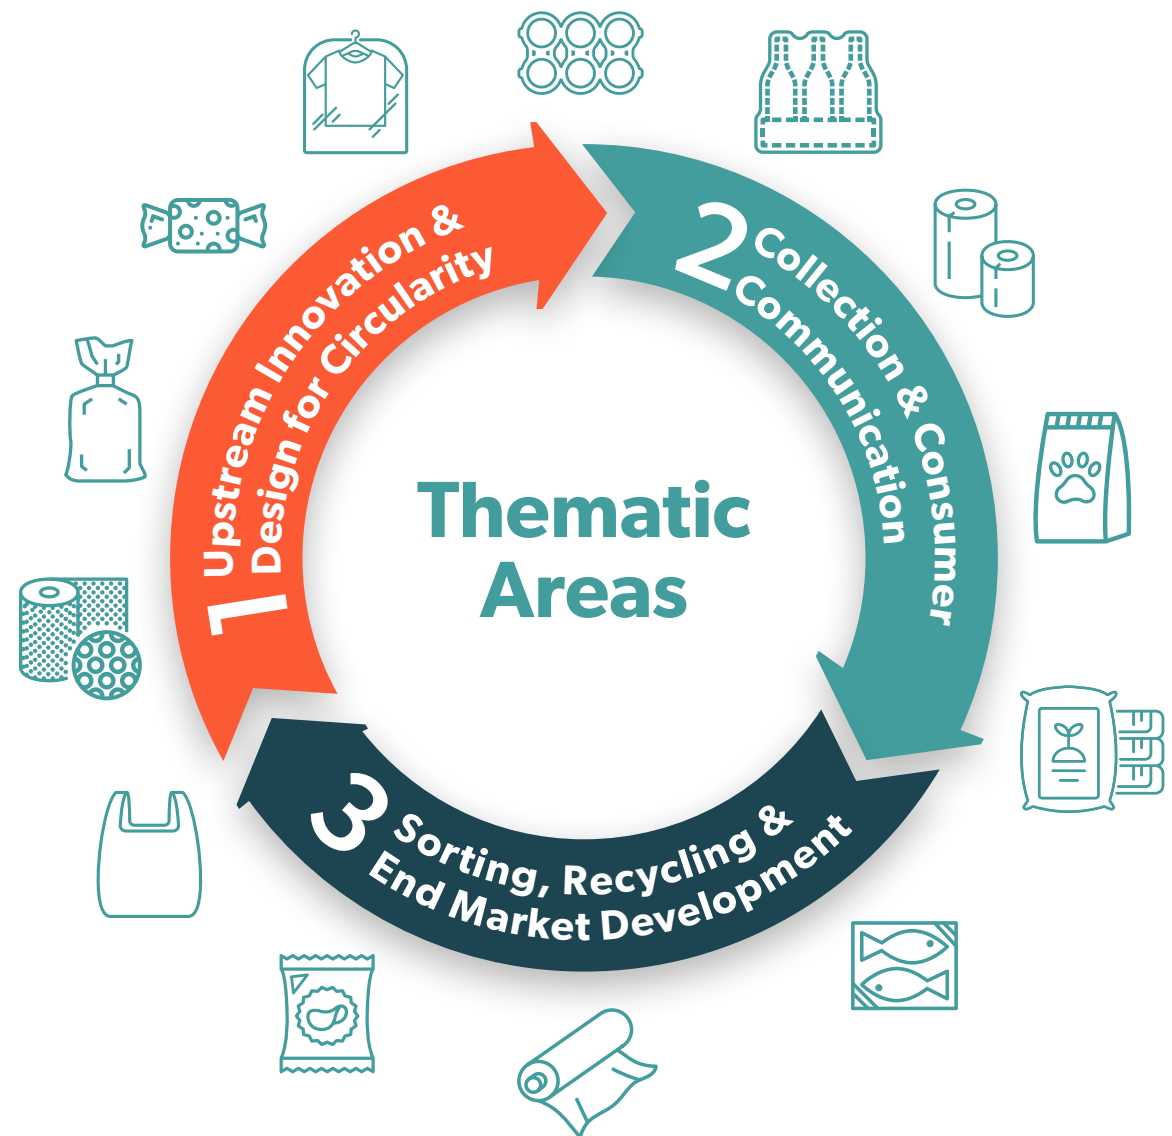 Thematic
Areas
1
Upstream Innovation &
Design for Circularity
2
Collection & Consumer
Communication
3
Sorting, Recycling &
End Market Development